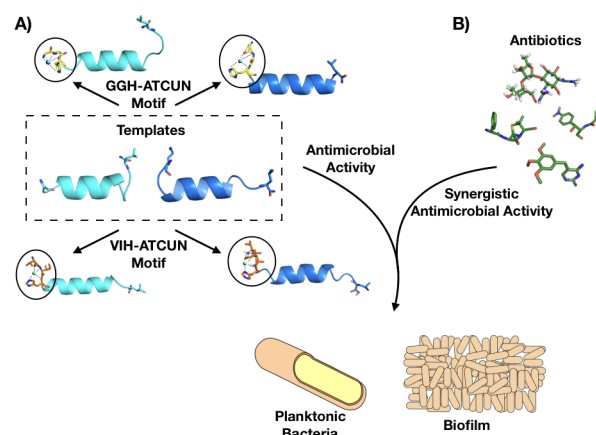 A)
GGH-ATCUN
Motif
Templates
VIH-ATCUN
Motif
Antimicrobial
Activity
B)
Antibiotics
Synergistic
Antimicrobial Activity
Planktonic
Bacteria
Biofilm